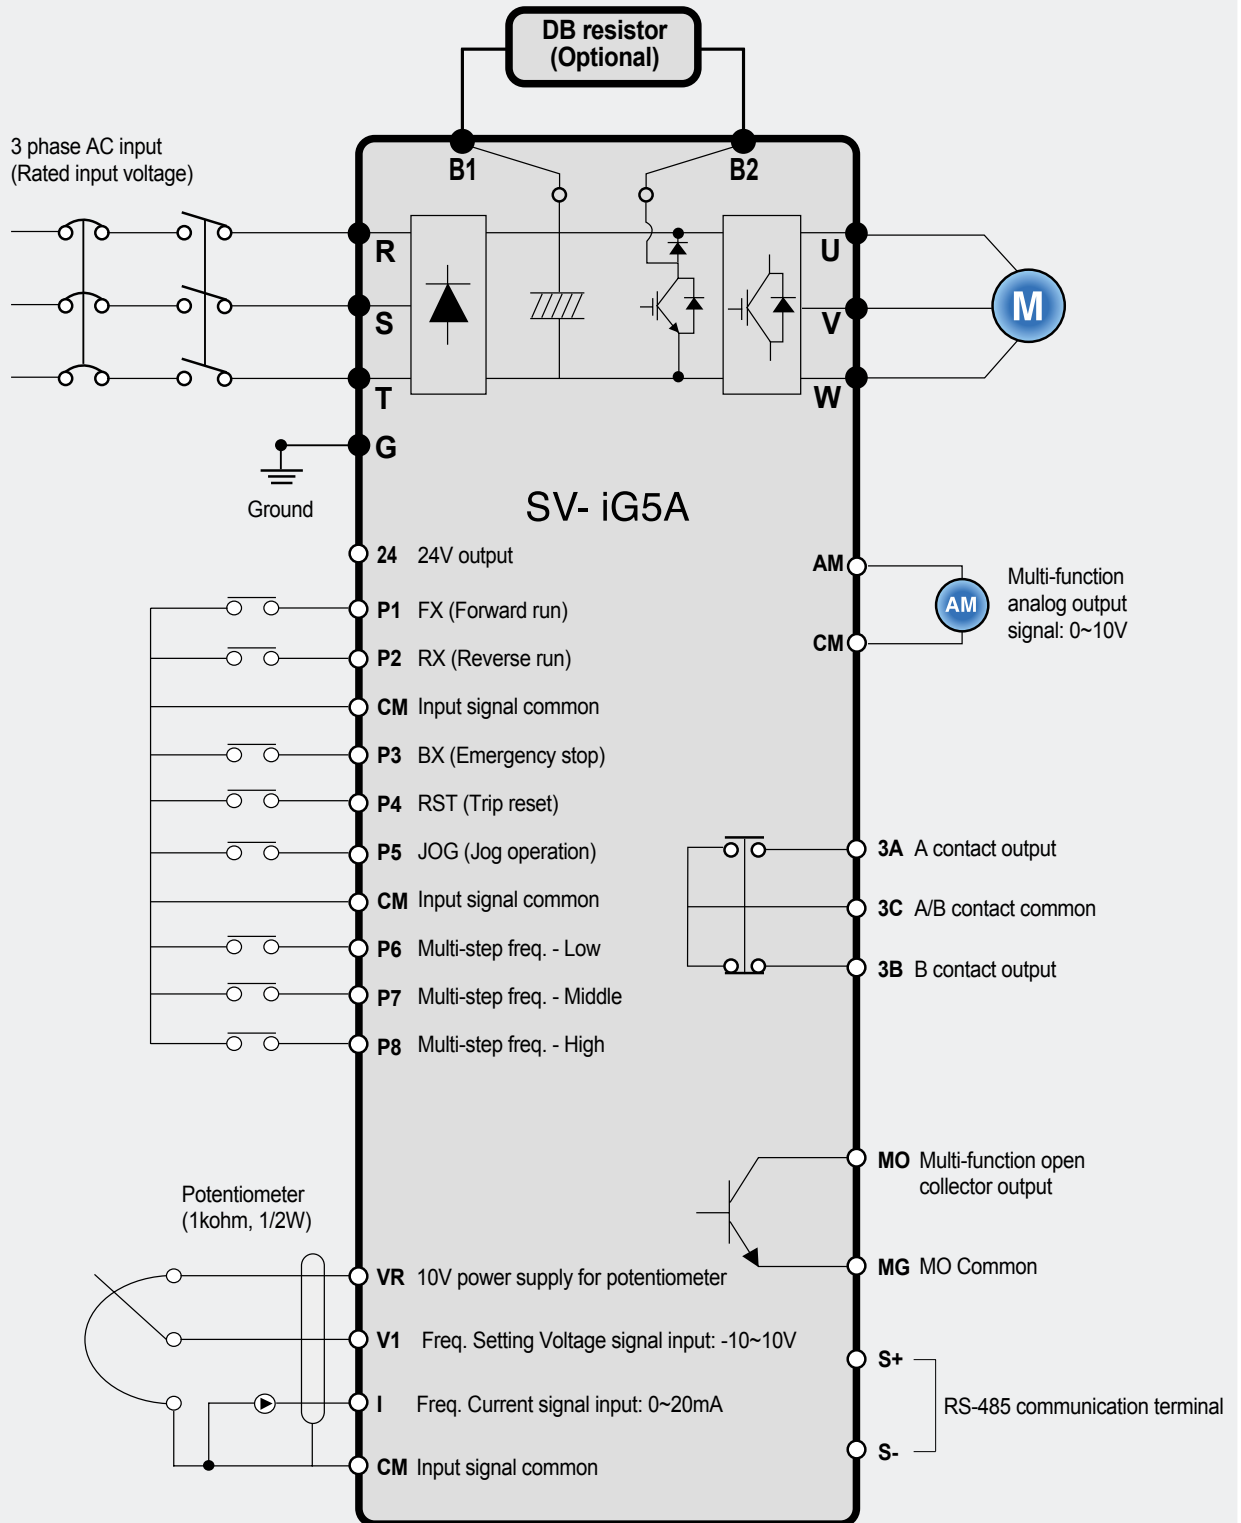 DB resistor
(Optional)
3 phase AC input
(Rated input voltage)
B1
B2
R
U
S
V
M
T
W
G
Ground
SV- iG5A
24 24V output
AM
AM
CM
Multi-function
analog output
signal: 0~10V
P1 FX (Forward run)
P2 RX (Reverse run)
CM Input signal common
P3 BX (Emergency stop)
P4 RST (Trip reset)
P5 JOG (Jog operation)
CM Input signal common
P6 Multi-step freq. - Low
P7 Multi-step freq. - Middle
P8 Multi-step freq. - High
3A A contact output
3C A/B contact common
3B B contact output
MO Multi-function open
collector output
MG MO Common
Potentiometer
(1kohm, 1/2W)
VR 10V power supply for potentiometer
V1 Freq. Setting Voltage signal input: -10~10V
I Freq. Current signal input: 0~20mA
CM Input signal common
S+
RS-485 communication terminal
S-